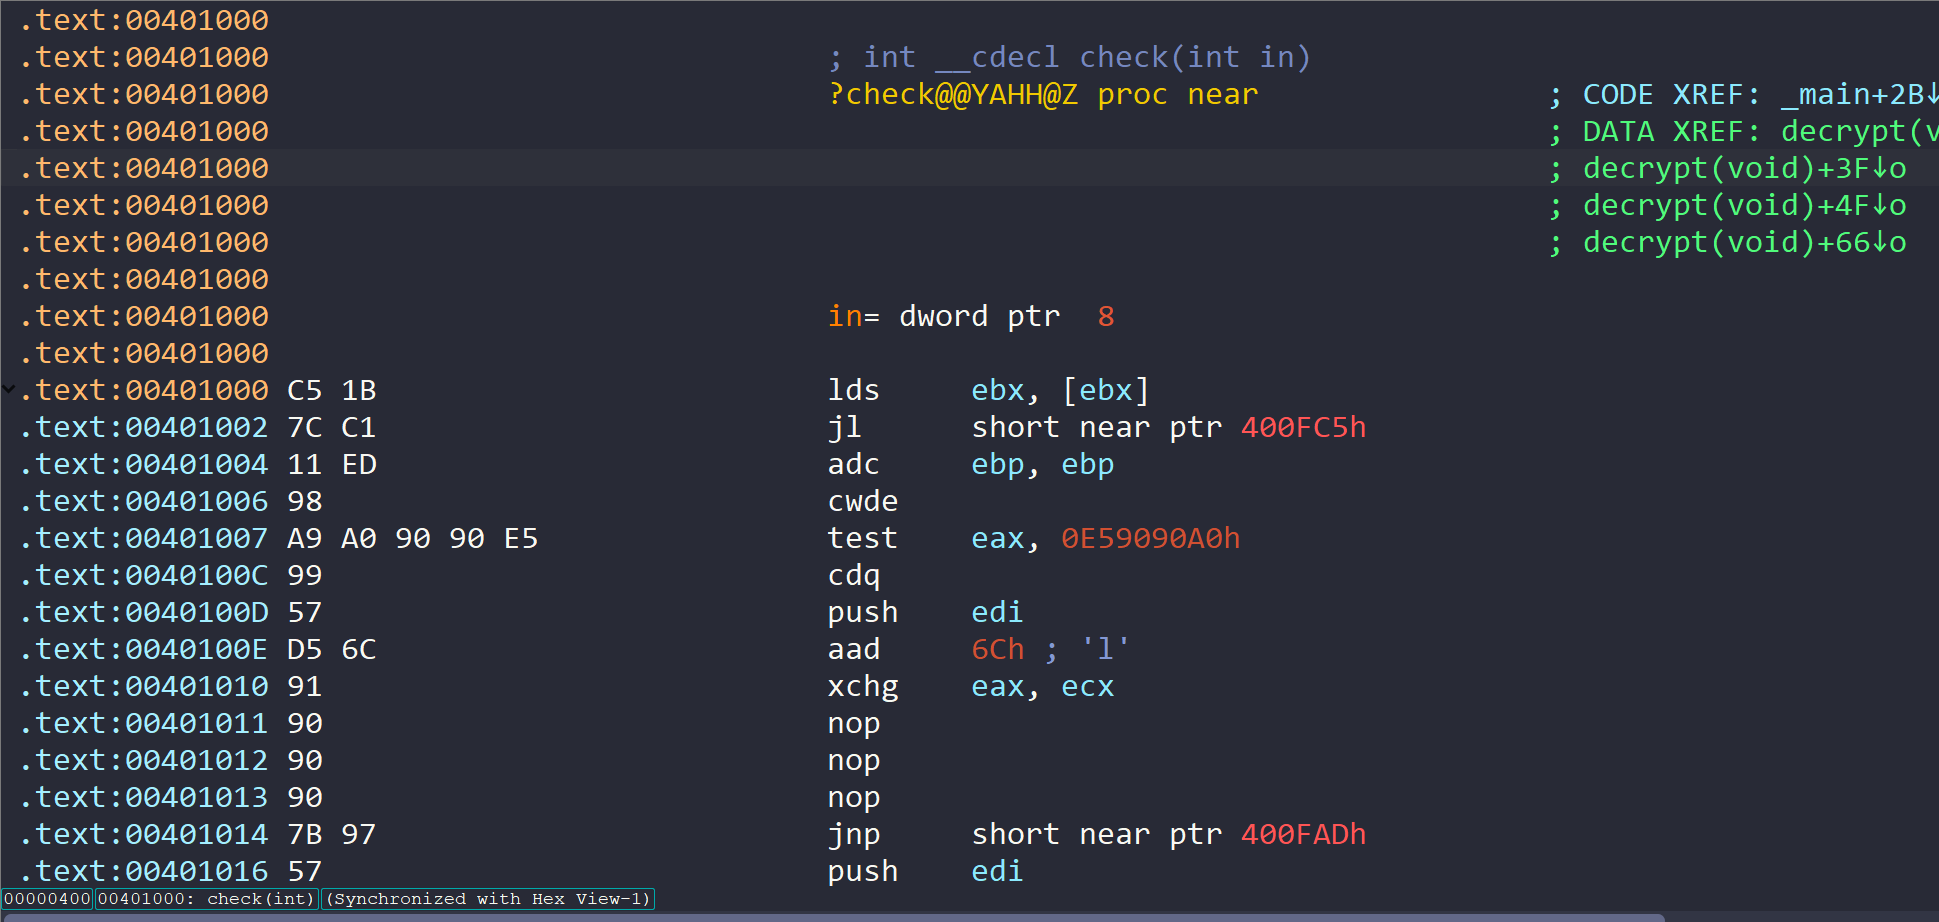 .text:00401000
.text:00401000 ; int __cdecl check(int in)
.text:00401000 ?check@@YAHH@Z proc near ; CODE XREF: _main+2B↓
.text:00401000 ; DATA XREF: decrypt(v
.text:00401000 ; decrypt(void)+3F↓o
.text:00401000 ; decrypt(void)+4F↓o
.text:00401000 ; decrypt(void)+66↓o
.text:00401000
.text:00401000 in= dword ptr 8
.text:00401000
.text:00401000 C5 1B lds ebx, [ebx]
.text:00401002 7C C1 jl short near ptr 400FC5h
.text:00401004 11 ED adc ebp, ebp
.text:00401006 98 cwde
.text:00401007 A9 A0 90 90 E5 test eax, 0E59090A0h
.text:0040100C 99 cdq
.text:0040100D 57 push edi
.text:0040100E D5 6C aad 6Ch ; 'l'
.text:00401010 91 xchg eax, ecx
.text:00401011 90 nop
.text:00401012 90 nop
.text:00401013 90 nop
.text:00401014 7B 97 jnp short near ptr 400FADh
.text:00401016 57 push edi
00000400 00401000: check(int) (Synchronized with Hex View-1)